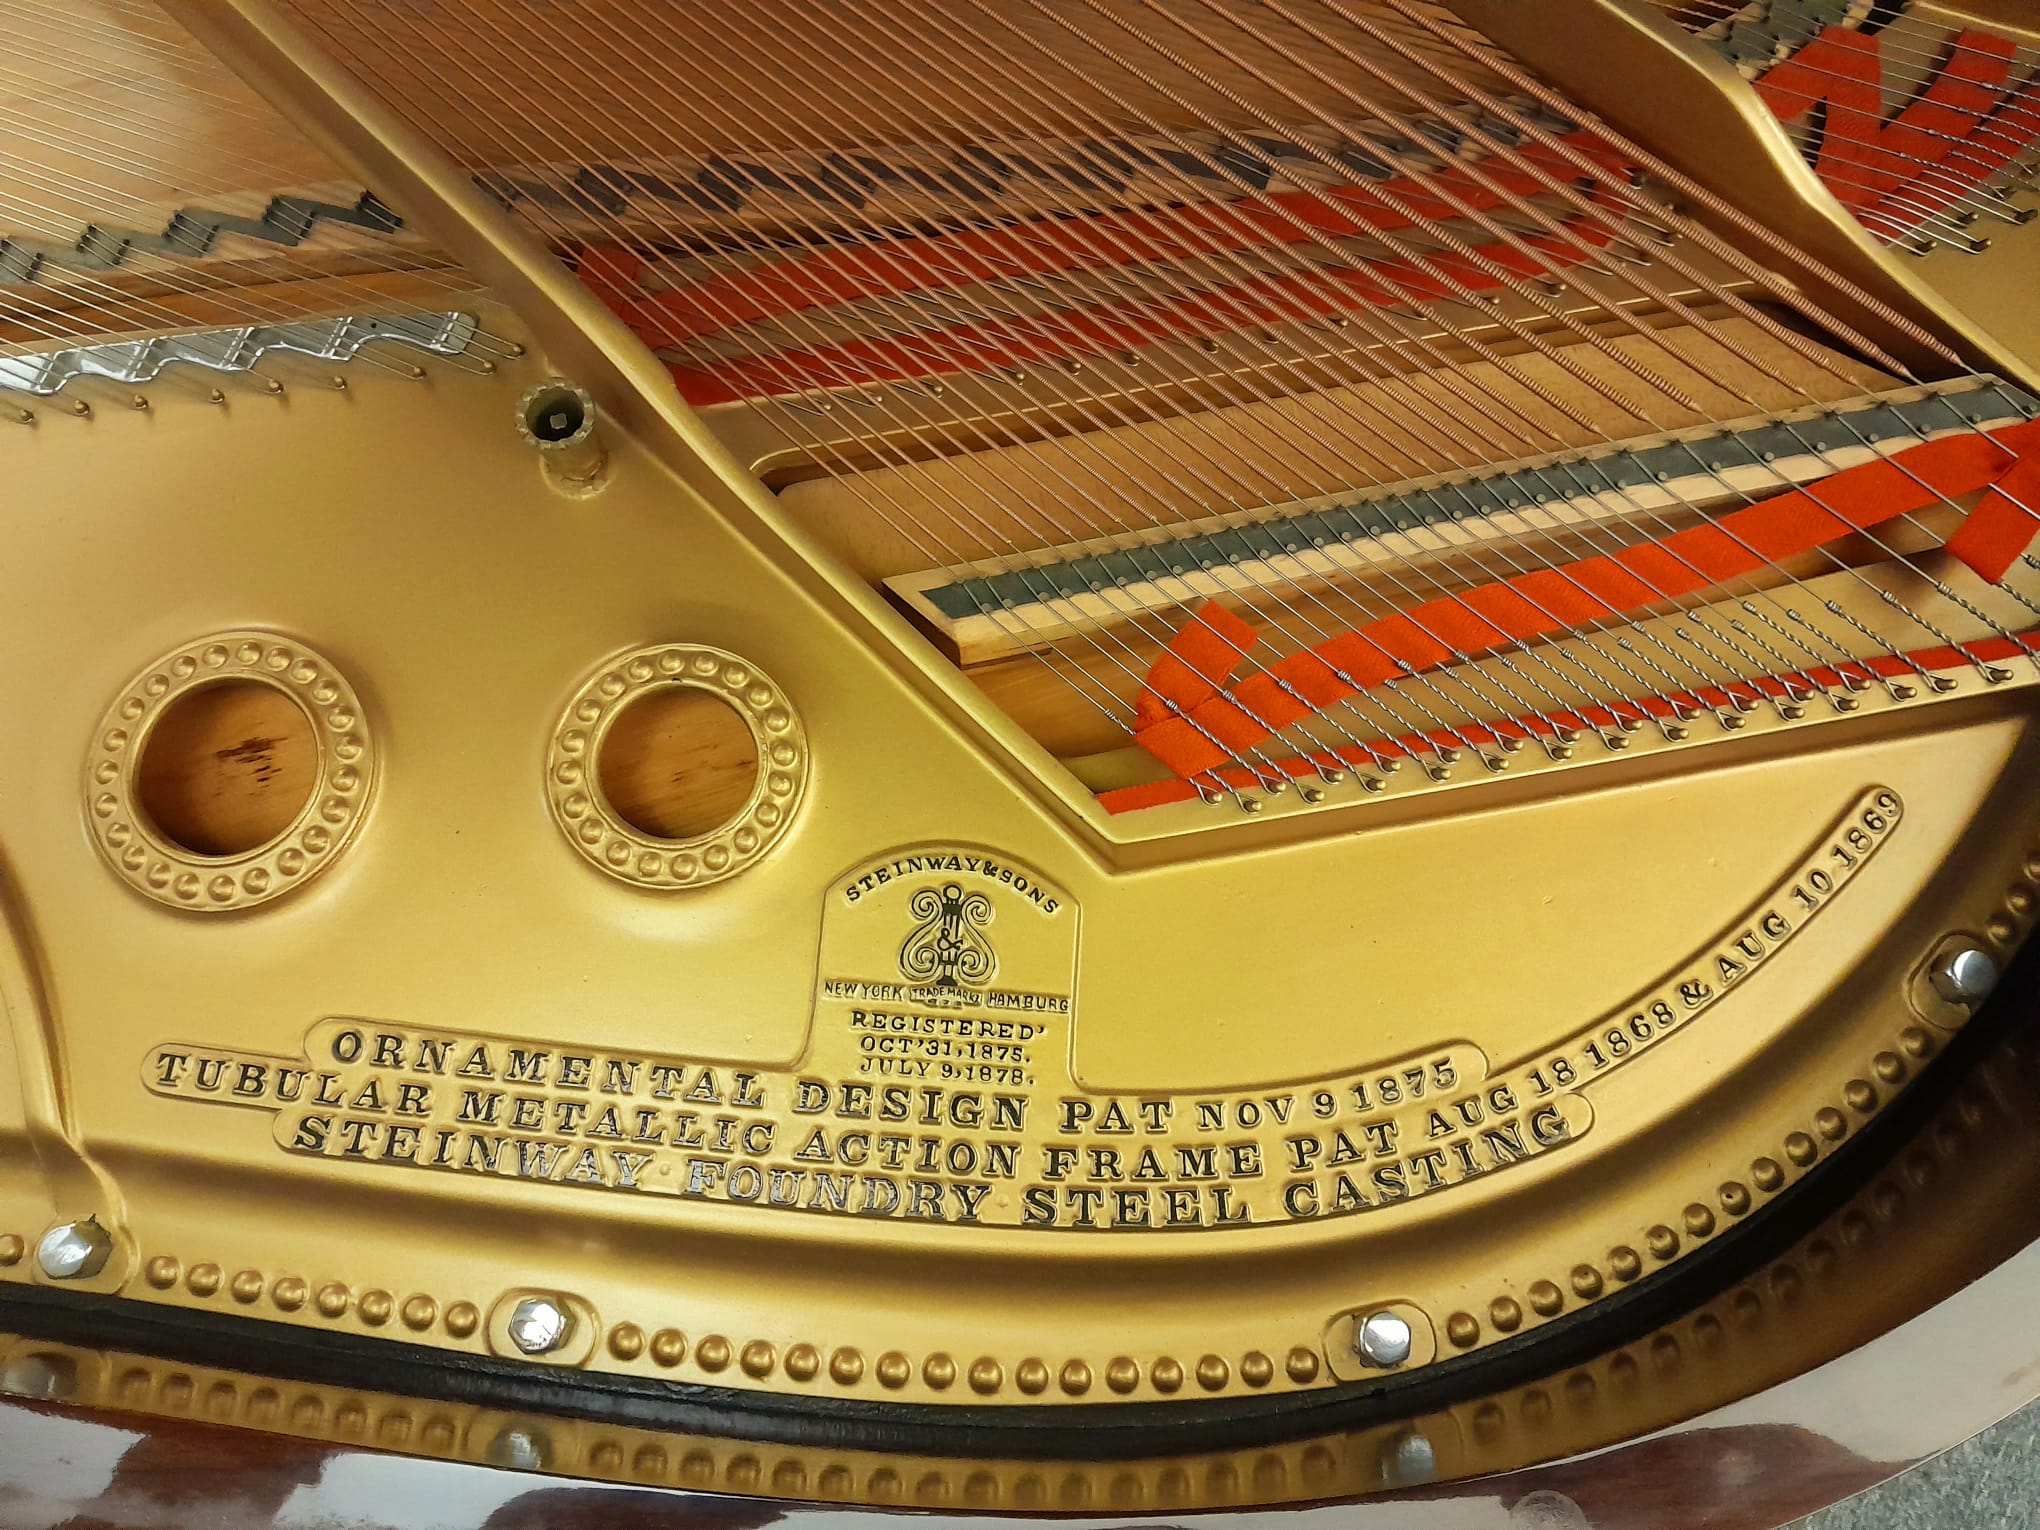 STEINWAY & SONS
&
NEW YORK TRADE MARK HAMBURG
REGISTERED'
OCT'31,1875.
JULY 9,1878.
ORNAMENTAL DESIGN PAT NOV 9 1875
TUBULAR METALLIC ACTION FRAME PAT AUG 18 1868 & AUG 10 1869
STEINWAY FOUNDRY STEEL CASTING